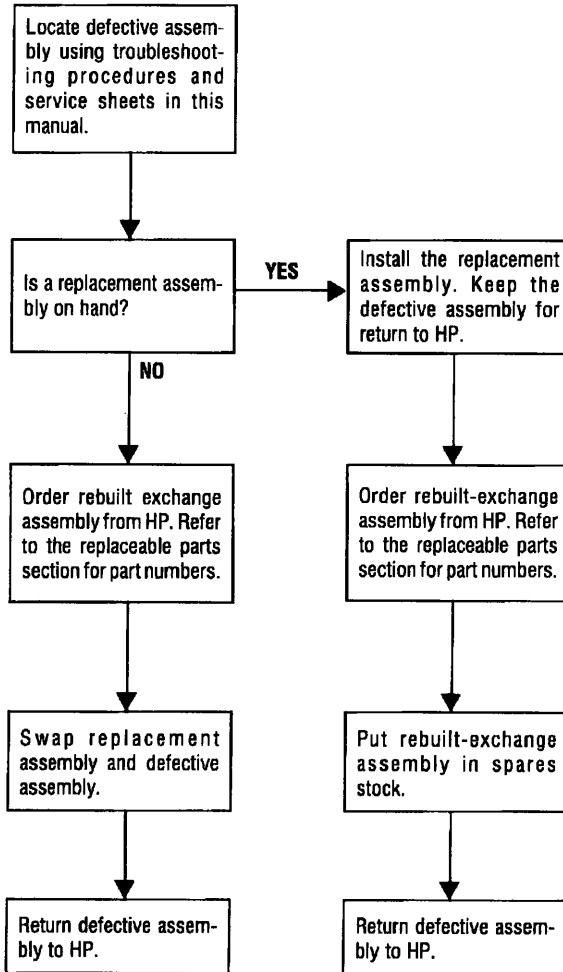 Locate defective assem-
bly using troubleshoot-
ing procedures and
service sheets in this
manual.
Is a replacement assem-
bly on hand?
YES
Install the replacement
assembly. Keep the
defective assembly for
return to HP.
NO
Order rebuilt exchange
assembly from HP. Refer
to the replaceable parts
section for part numbers.
Order rebuilt-exchange
assembly from HP. Refer
to the replaceable parts
section for part numbers.
Swap replacement
assembly and defective
assembly.
Put rebuilt-exchange
assembly in spares
stock.
Return defective assem-
bly to HP.
Return defective assem-
bly to HP.